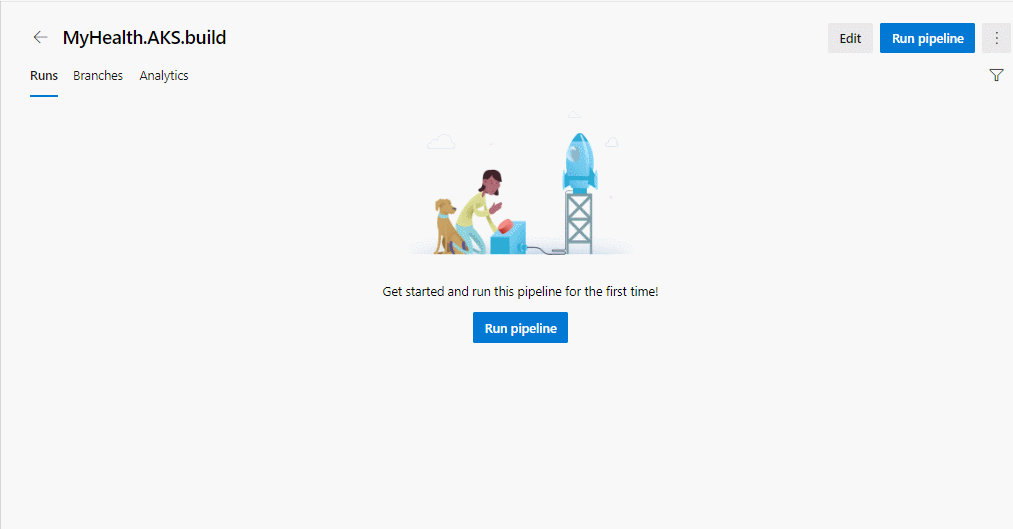 MyHealth.AKS.build
Edit
Run pipeline
Runs
Branches
Analytics
Get started and run this pipeline for the first time!
Run pipeline